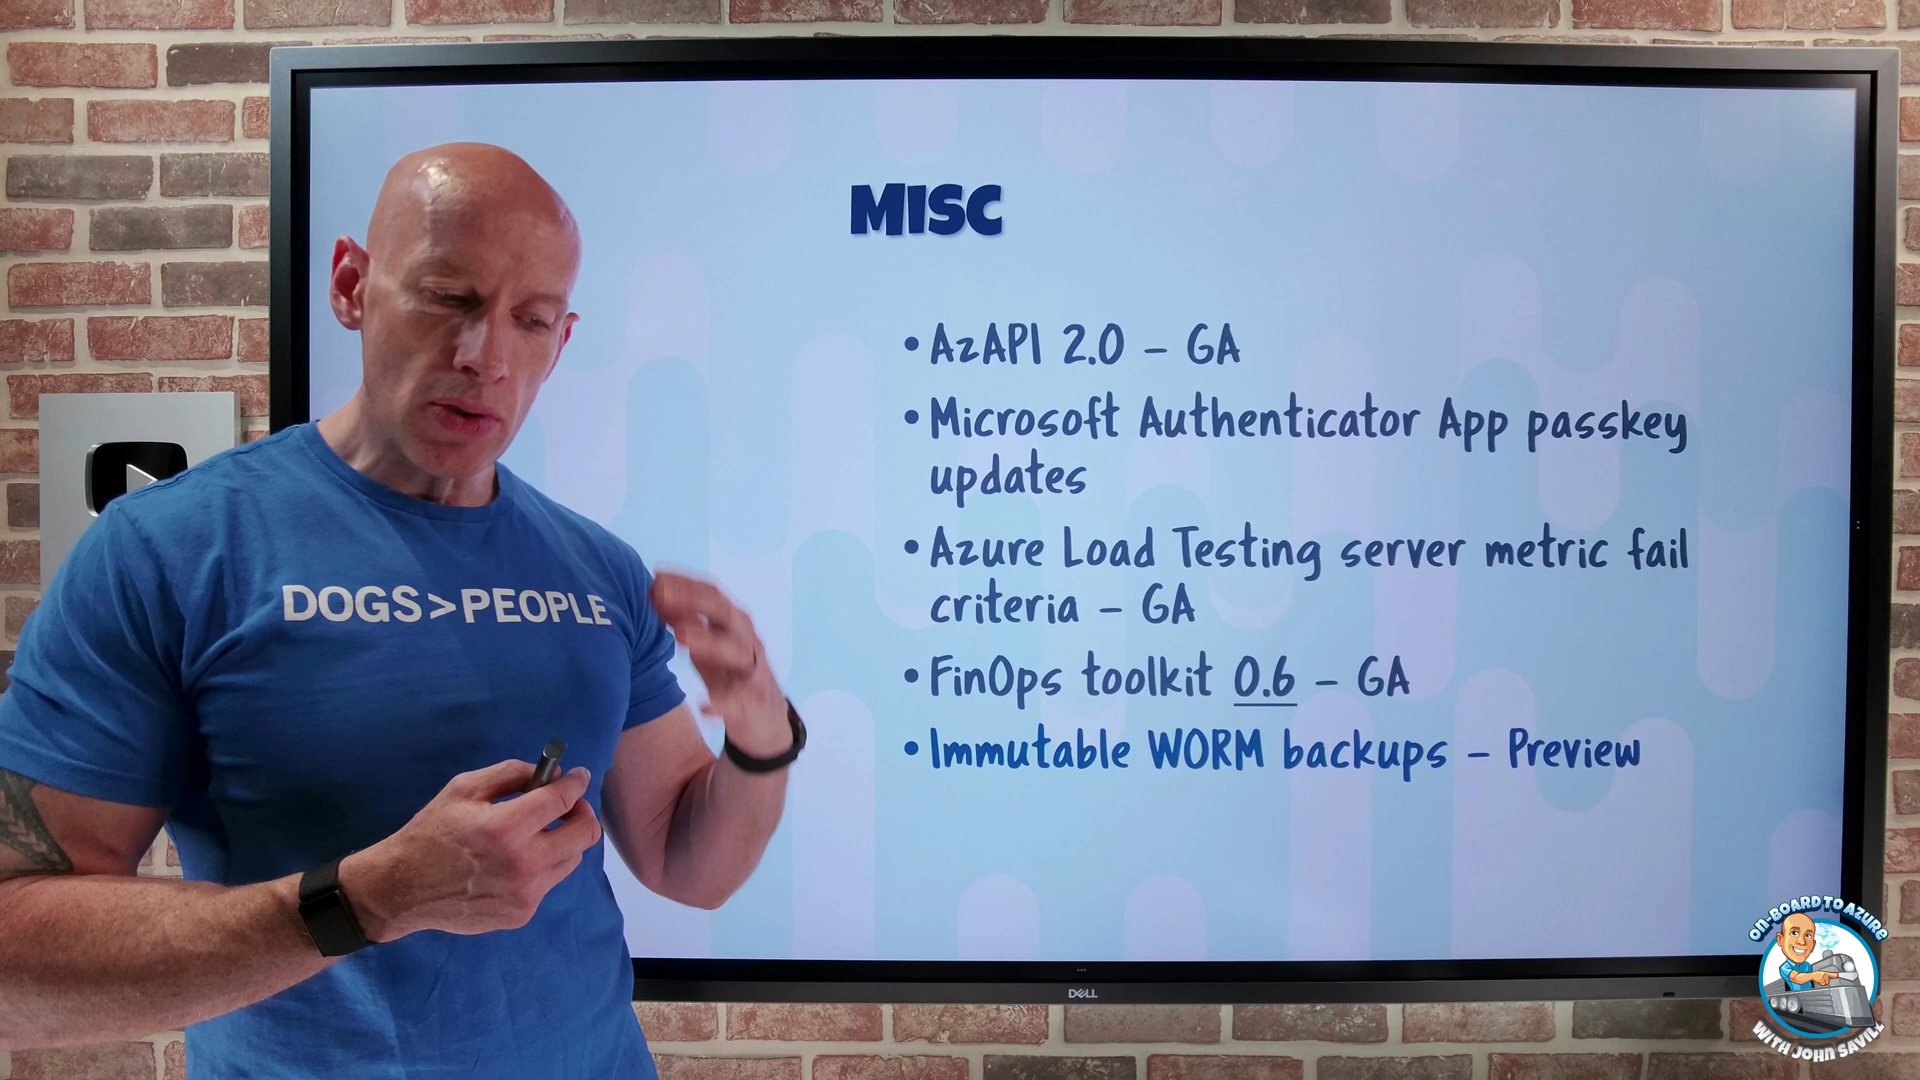 MISC
• AzAPI 2.0 – GA
• Microsoft Authenticator App passkey
updates
• Azure Load Testing server metric fail
criteria – GA
• FinOps toolkit 0.6 – GA
• Immutable WORM backups – Preview
DOGS>PEOPLE
DELL
ON-BOARD TO AZURE
WITH JOHN SAVILL